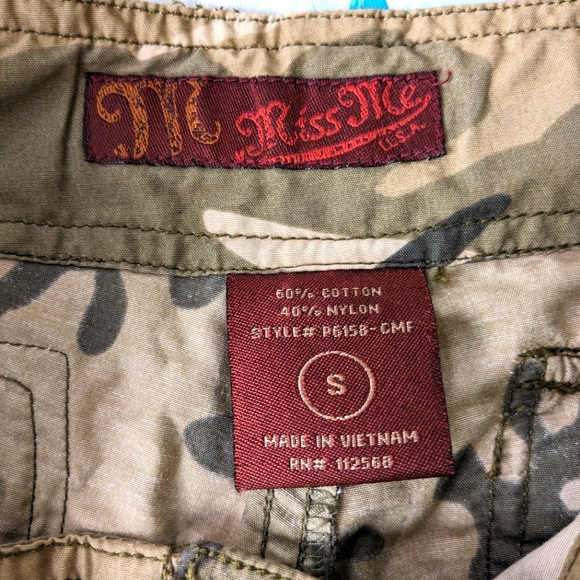 M Miss Me
U.S.A.
60% COTTON
40% NYLON
STYLE# P6158-CMF
S
MADE IN VIETNAM
RN# 112568